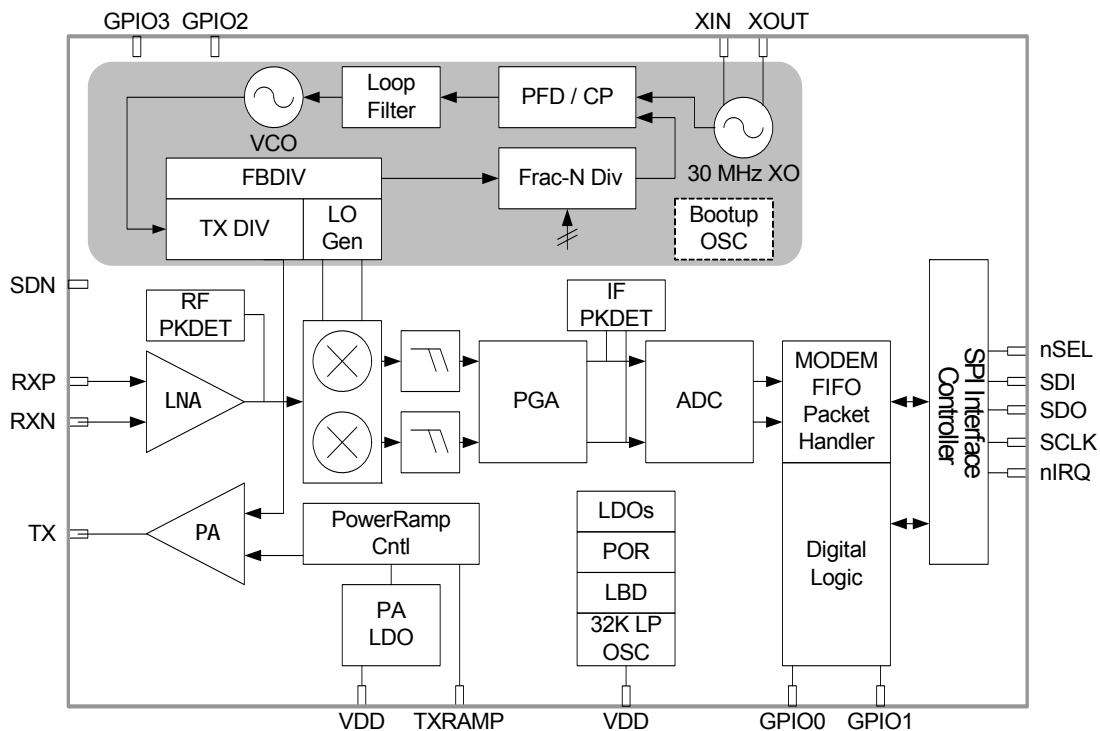 GPIO3 GPIO2
XIN XOUT
Loop
Filter
PFD / CP
VCO
30 MHz XO
FBDIV
Frac-N Div
TX DIV
LO
Gen
Bootup
OSC
SDN
RF
PKDET
IF
PKDET
RXP
RXN
LNA
PGA
ADC
MODEM
FIFO
Packet
Handler
SPI Interface
Controller
nSEL
SDI
SDO
SCLK
nIRQ
TX
PA
PowerRamp
Cntl
PA
LDO
LDOs
POR
LBD
32K LP
OSC
Digital
Logic
VDD
TXRAMP
VDD
GPIO0
GPIO1